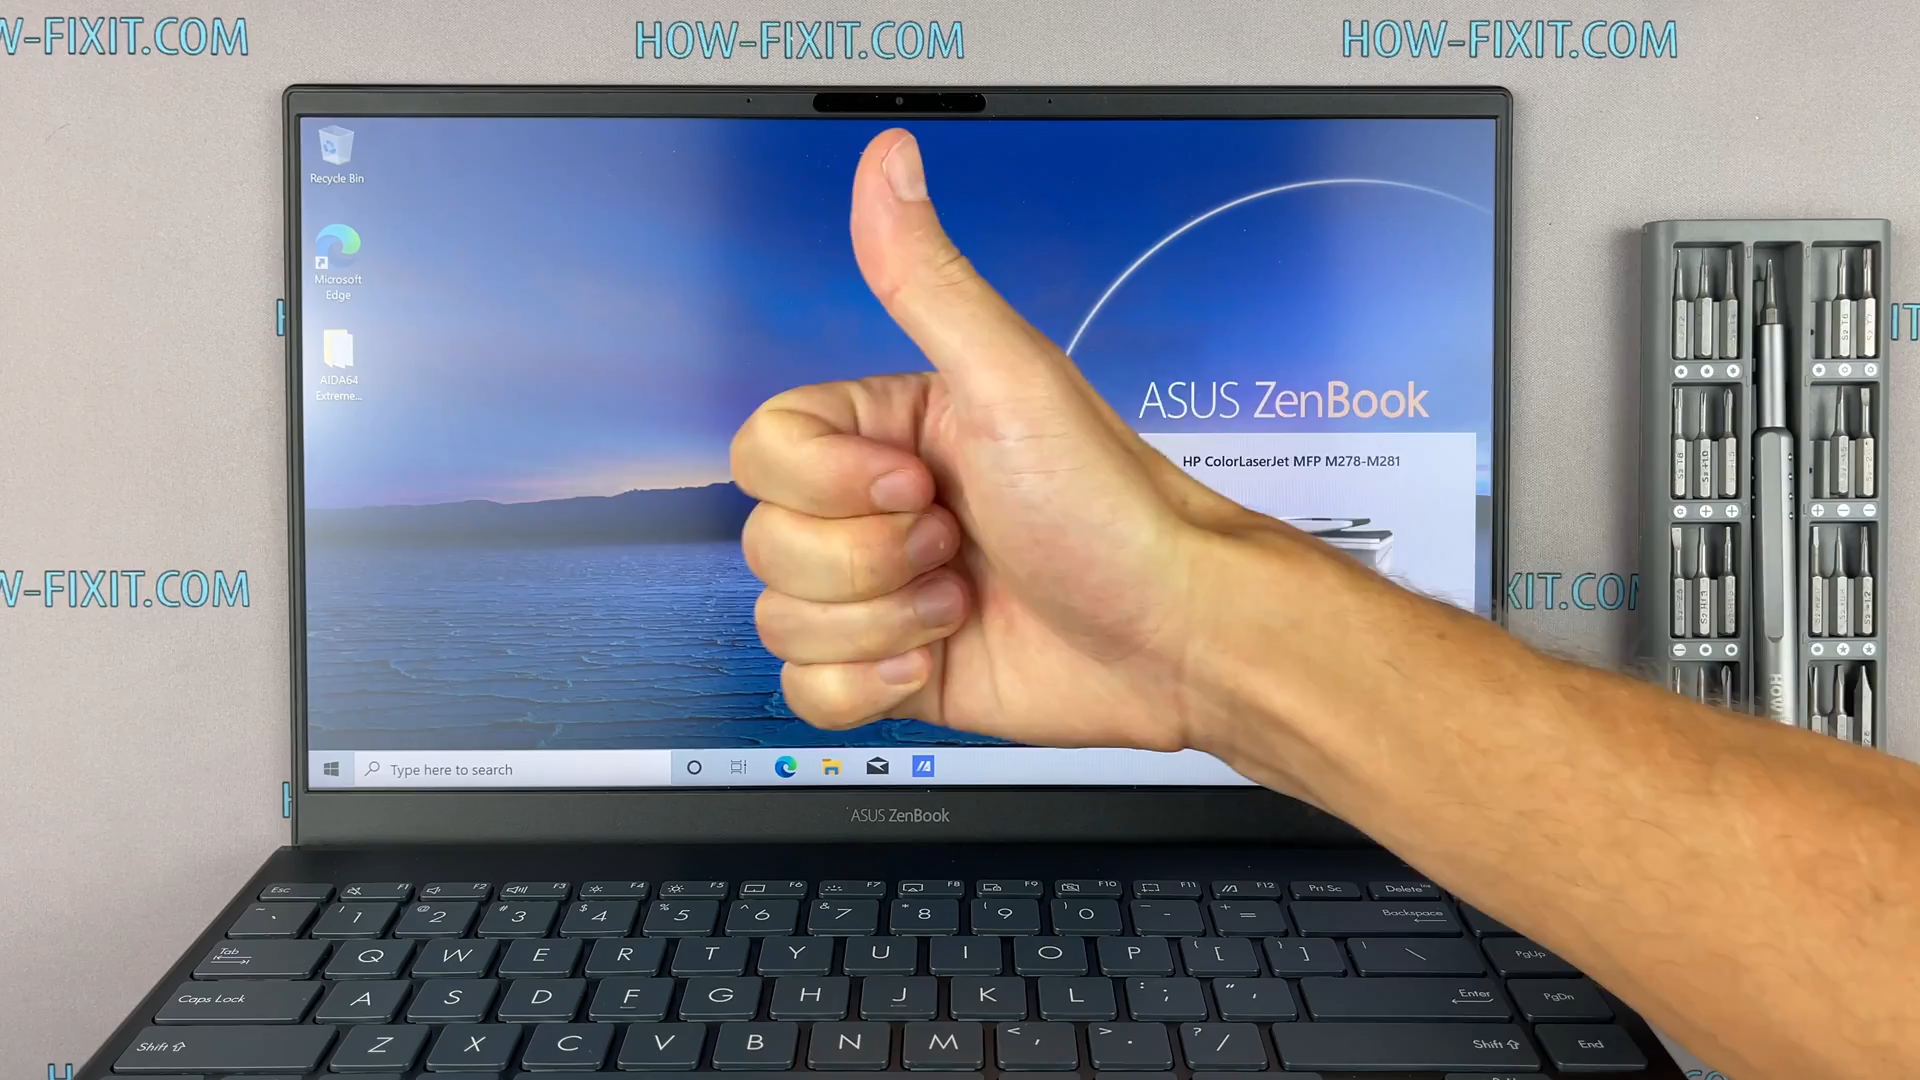 W-FIXIT.COM
HOW-FIXIT.COM
HOW-FIXIT.COM
Recycle Bin
Microsoft
Edge
AIDA64
Extreme...
ASUS ZenBook
HP ColorLaserJet MFP M278-M281
W-FIXIT.COM
XIT.CO
Type here to search
ASUS ZenBook
Esc F1 F2 F3 F4 F5 F6 F7 F8 F9 F10 F11 F12 Prt Sc Delete
~ ` ! 1 @ 2 # 3 $ 4 % 5 ^ 6 & 7 * 8 ( 9 ) 0 _ - + = Backspace
Tab Q W E R T Y U I O P { [ } ] | \ PgUp
Caps Lock A S D F G H J K L : ; " ' Enter PgDn
Shift Z X C V B N M < , > . ? / Shift End